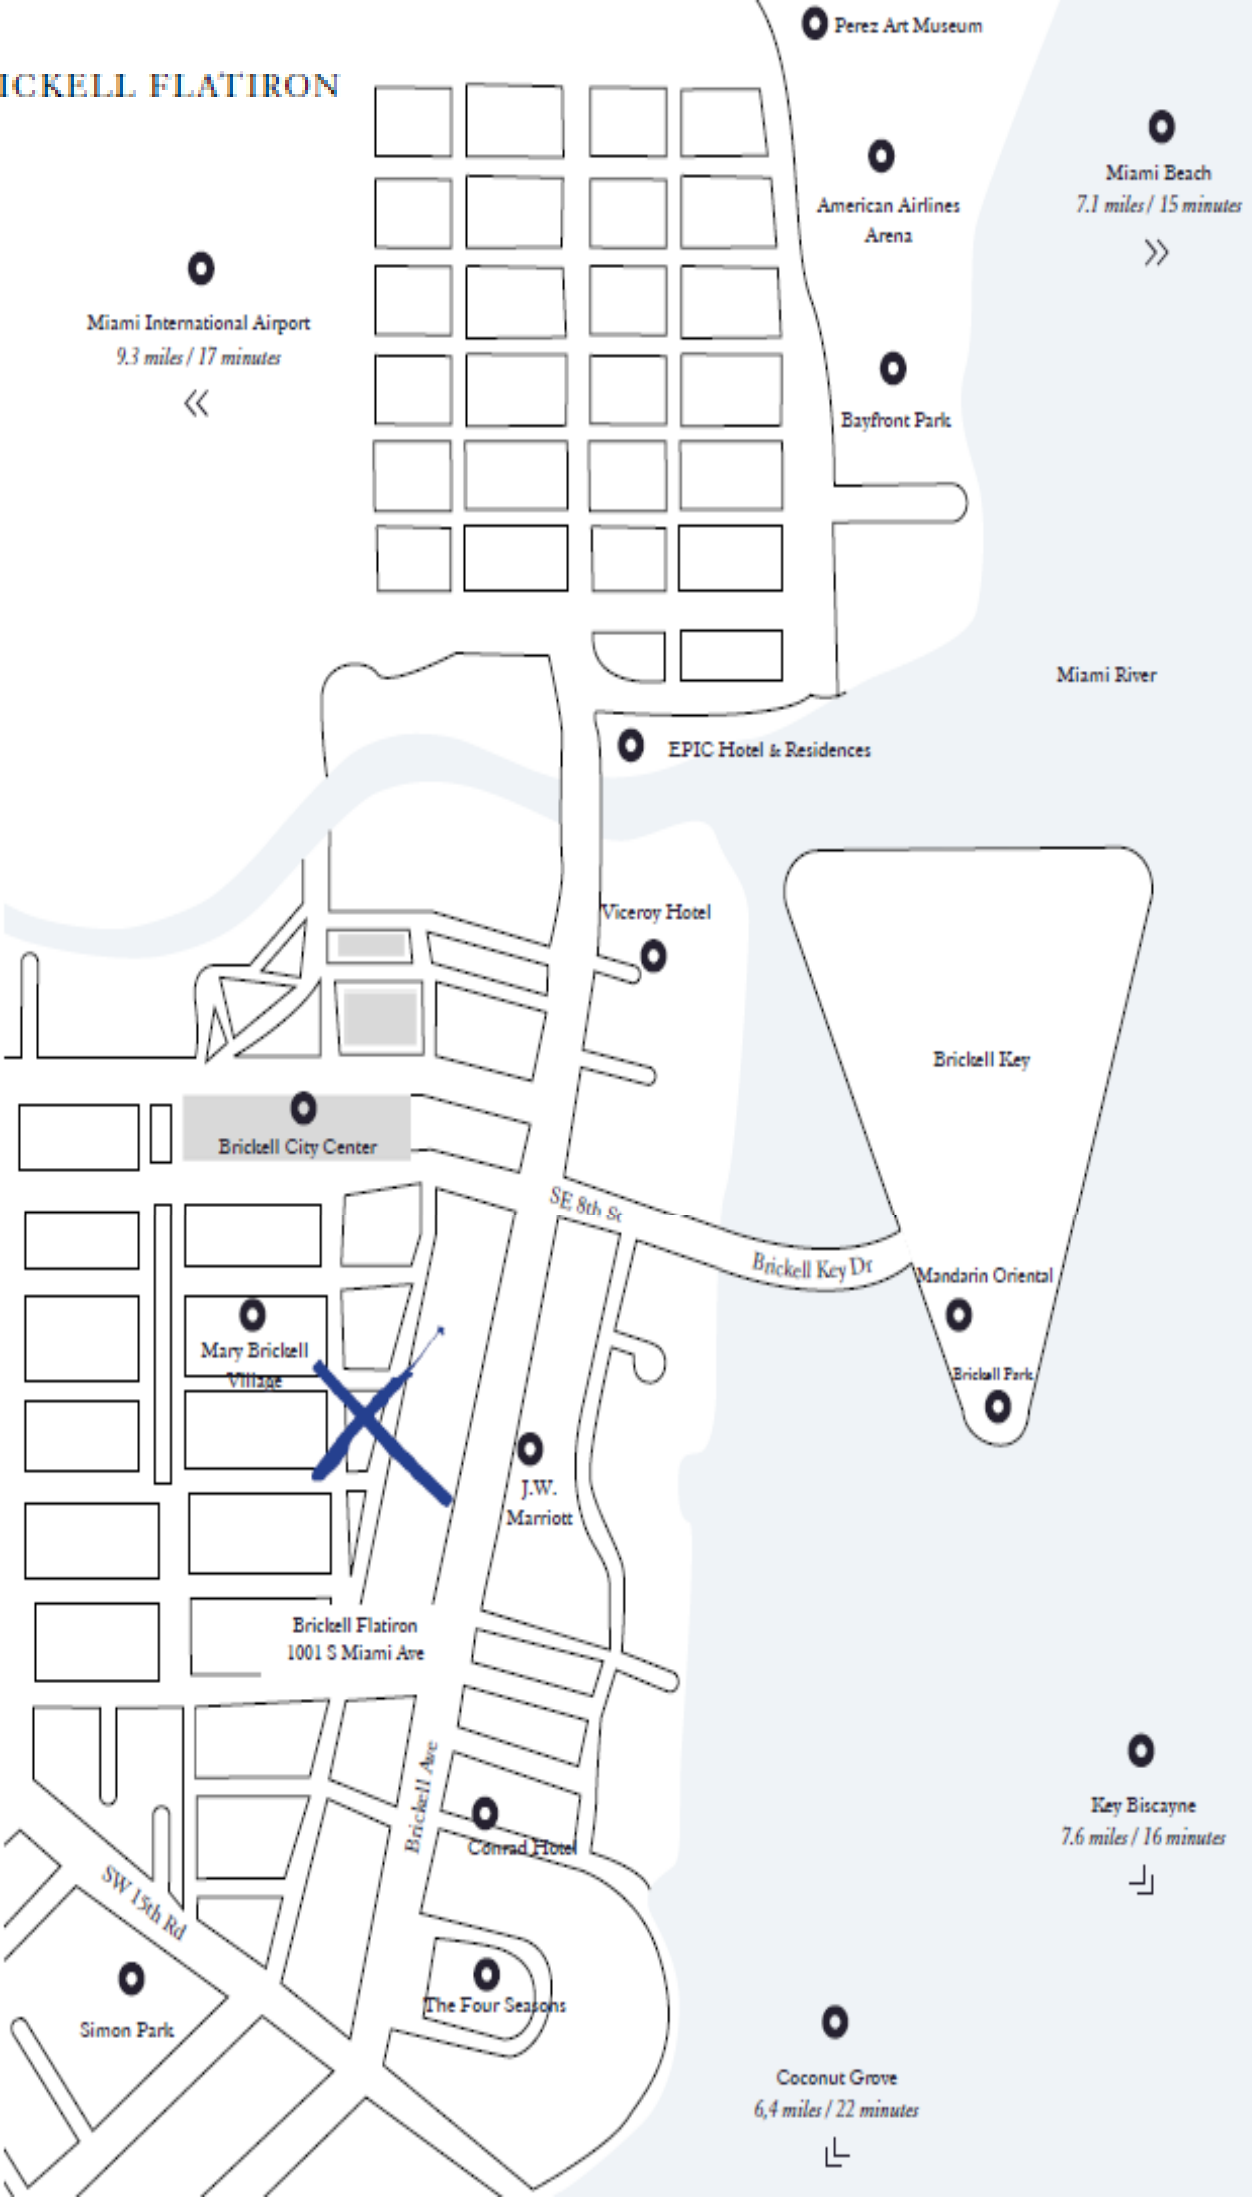 Perez Art Museum
ICKELL FLATIRON
American Airlines
Arena
Miami Beach
7.1 miles / 15 minutes
Miami International Airport
9.3 miles / 17 minutes
Bayfront Park
Miami River
EPIC Hotel & Residences
Viceroy Hotel
Brickell Key
Brickell City Center
SE 8th St
Brickell Key Dr
Mandarin Oriental
Mary Brickell
Village
Brickell Park
J.W.
Marriott
Brickell Flatiron
1001 S Miami Ave
Brickell Ave
Key Biscayne
7.6 miles / 16 minutes
Conrad Hotel
SW 15th Rd
The Four Seasons
Simon Park
Coconut Grove
6,4 miles / 22 minutes